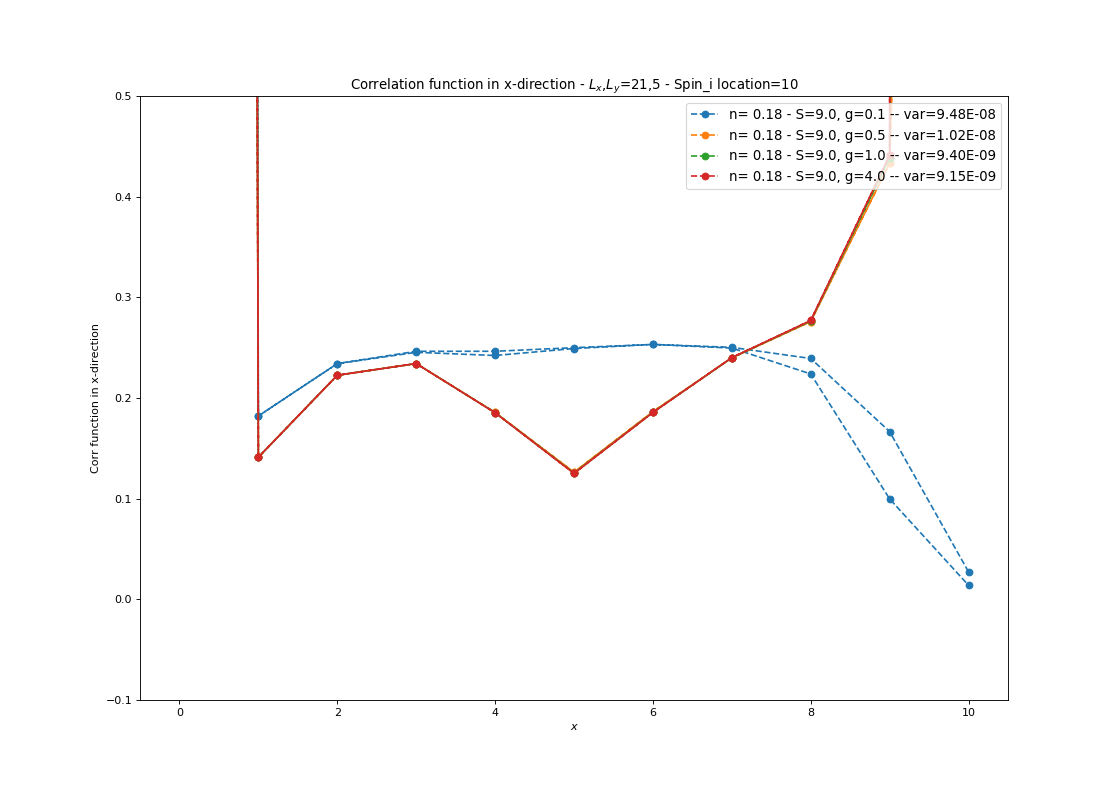 Correlation function in x-direction - Lx,Ly=21,5 - Spin_i location=10
n= 0.18 - S=9.0, g=0.1 -- var=9.48E-08
n= 0.18 - S=9.0, g=0.5 -- var=1.02E-08
n= 0.18 - S=9.0, g=1.0 -- var=9.40E-09
n= 0.18 - S=9.0, g=4.0 -- var=9.15E-09
Corr function in x-direction
0.5
0.4
0.3
0.2
0.1
0.0
−0.1
0 2 4 6 8 10
x